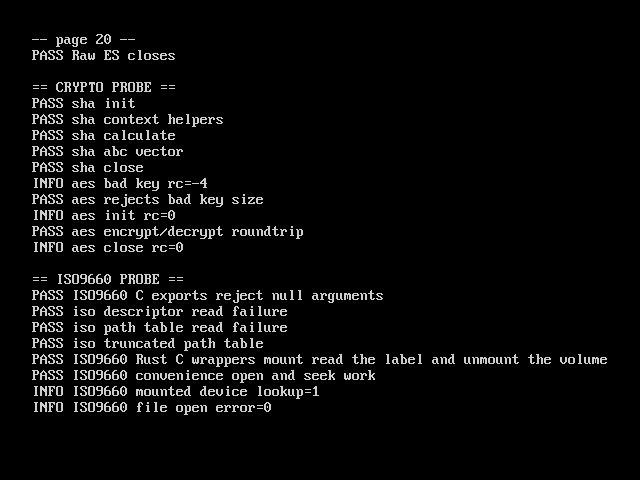 -- page 20 --
PASS Raw ES closes
== CRYPTO PROBE ==
PASS sha init
PASS sha context helpers
PASS sha calculate
PASS sha abc vector
PASS sha close
INFO aes bad key rc=-4
PASS aes rejects bad key size
INFO aes init rc=0
PASS aes encrypt/decrypt roundtrip
INFO aes close rc=0
== ISO9660 PROBE ==
PASS ISO9660 C exports reject null arguments
PASS iso descriptor read failure
PASS iso path table read failure
PASS iso truncated path table
PASS ISO9660 Rust C wrappers mount read the label and unmount the volume
PASS ISO9660 convenience open and seek work
INFO ISO9660 mounted device lookup=1
INFO ISO9660 file open error=0